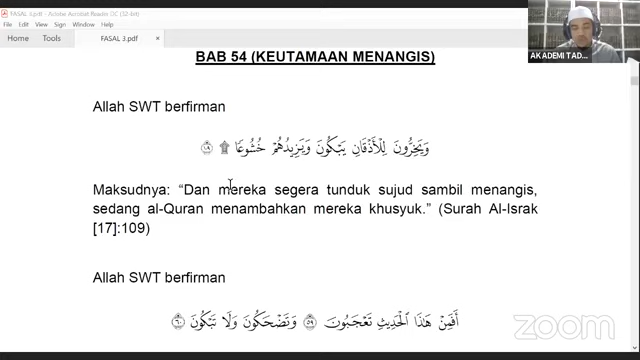 FASAL 3.pdf - Adobe Acrobat Reader DC (32-bit)
File Edit View Sign Window Help
Home Tools FASAL 3.pdf ×
AKADEMI TAD...
BAB 54 (KEUTAMAAN MENANGIS)
Allah SWT berfirman
وَيَخِرُّونَ لِلْأَذْقَانِ يَبْكُونَ وَيَزِيدُهُمْ خُشُوعًا ۩ ١٠٩
Maksudnya: “Dan mereka segera tunduk sujud sambil menangis,
sedang al-Quran menambahkan mereka khusyuk.” (Surah Al-Israk
[17]:109)
Allah SWT berfirman
أَفَمِنْ هَٰذَا الْحَدِيثِ تَعْجَبُونَ ٥٩ وَتَضْحَكُونَ وَلَا تَبْكُونَ ٦٠
zoom